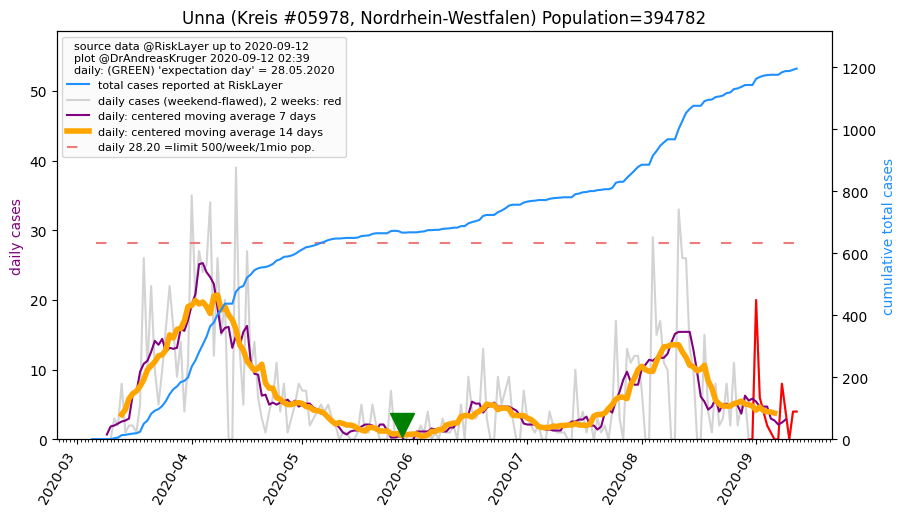 Unna (Kreis #05978, Nordrhein-Westfalen) Population=394782
source data @RiskLayer up to 2020-09-12
plot @DrAndreasKruger 2020-09-12 02:39
daily: (GREEN) 'expectation day' = 28.05.2020
total cases reported at RiskLayer
daily cases (weekend-flawed), 2 weeks: red
daily: centered moving average 7 days
daily: centered moving average 14 days
daily 28.20 =limit 500/week/1mio pop.
daily cases
50
40
30
20
10
0
cumulative total cases
1200
1000
800
600
400
200
0
2020-03
2020-04
2020-05
2020-06
2020-07
2020-08
2020-09